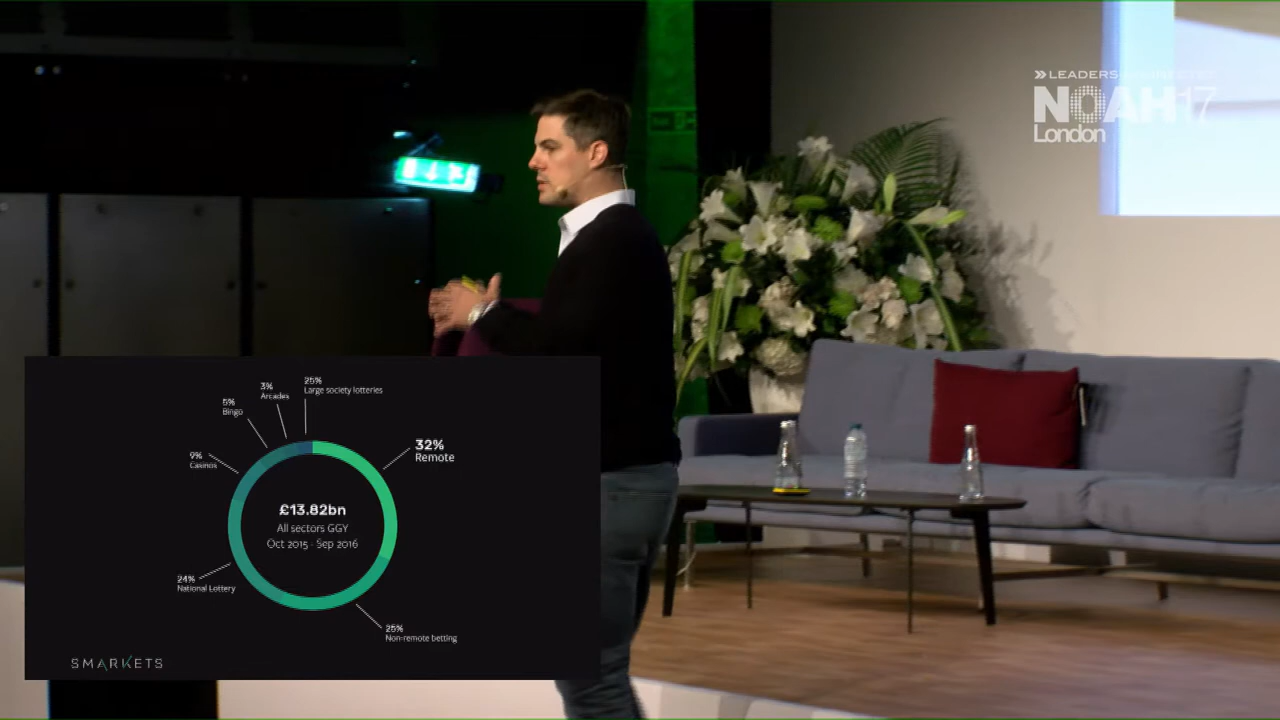 LEADERS
NOAH17
London
25%
Large society lotteries
3%
Arcades
5%
Bingo
32%
Remote
9%
Casinos
£13.82bn
All sectors GGY
Oct 2015 - Sep 2016
24%
National Lottery
25%
Non-remote betting
SMARKETS